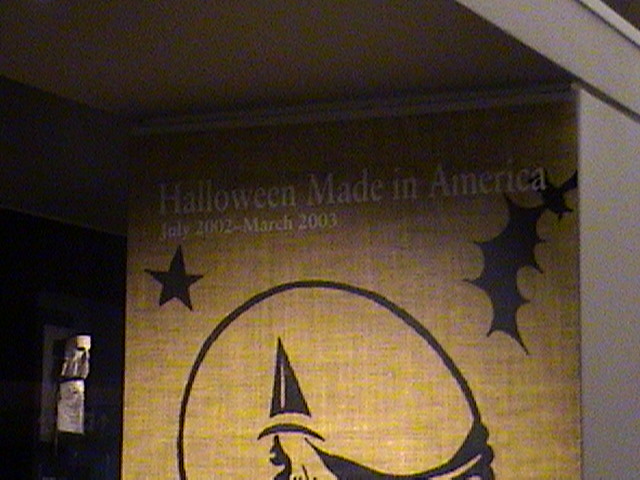 Halloween Made in America
July 2002–March 2003